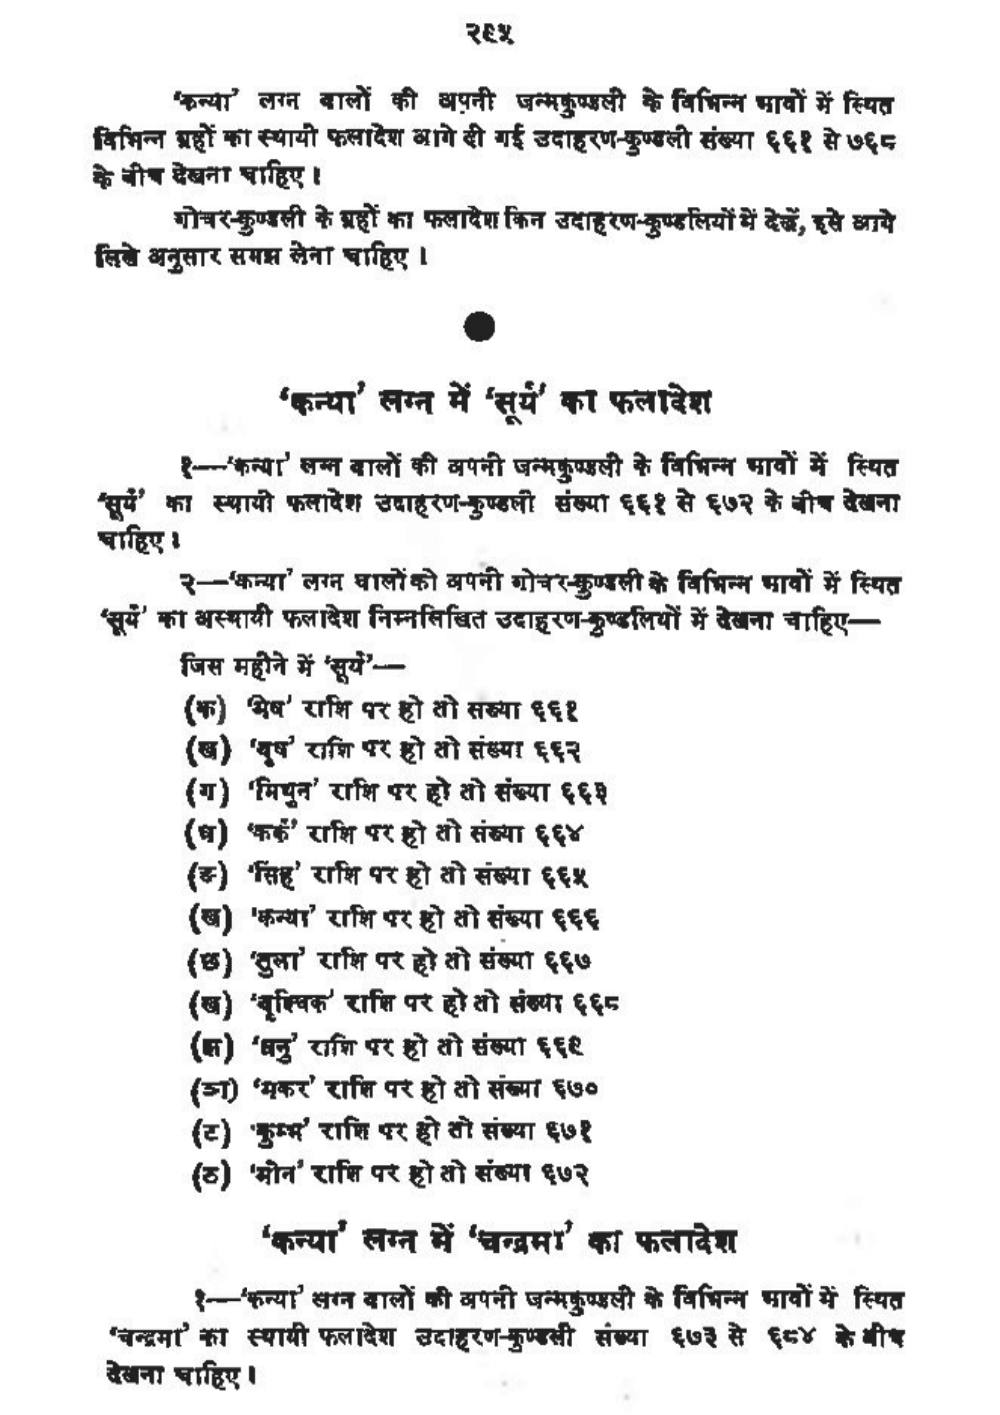 २९५
‘कन्या’ लग्न वालों की अपनी जन्मकुण्डली के विभिन्न भावों में स्थित
विभिन्न ग्रहों का स्थायी फलादेश आगे दी गई उदाहरण-कुण्डली संख्या ६६१ से ७६८
के बीच देखना चाहिए।
गोचर-कुण्डली के ग्रहों का फलादेश किन उदाहरण-कुण्डलियों में देखें, इसे आगे
लिखे अनुसार समझ लेना चाहिए।
‘कन्या’ लग्न में ‘सूर्य’ का फलादेश
१—‘कन्या’ लग्न वालों की अपनी जन्मकुण्डली के विभिन्न भावों में स्थित
‘सूर्य’ का स्थायी फलादेश उदाहरण-कुण्डली संख्या ६६१ से ६७२ के बीच देखना
चाहिए।
२—‘कन्या’ लग्न वालों को अपनी गोचर-कुण्डली के विभिन्न भावों में स्थित
‘सूर्य’ का अस्थायी फलादेश निम्नलिखित उदाहरण-कुण्डलियों में देखना चाहिए—
जिस महीने में ‘सूर्य’—
(क) ‘मेष’ राशि पर हो तो संख्या ६६१
(ख) ‘वृष’ राशि पर हो तो संख्या ६६२
(ग) ‘मिथुन’ राशि पर हो तो संख्या ६६३
(घ) ‘कर्क’ राशि पर हो तो संख्या ६६४
(ङ) ‘सिंह’ राशि पर हो तो संख्या ६६५
(ख) ‘कन्या’ राशि पर हो तो संख्या ६६६
(छ) ‘तुला’ राशि पर हो तो संख्या ६६७
(ख) ‘वृश्चिक’ राशि पर हो तो संख्या ६६८
(झ) ‘धनु’ राशि पर हो तो संख्या ६६९
(ञ) ‘मकर’ राशि पर हो तो संख्या ६७०
(ट) ‘कुम्भ’ राशि पर हो तो संख्या ६७१
(ठ) ‘मीन’ राशि पर हो तो संख्या ६७२
‘कन्या’ लग्न में ‘चन्द्रमा’ का फलादेश
१—‘कन्या’ लग्न वालों की अपनी जन्मकुण्डली के विभिन्न भावों में स्थित
‘चन्द्रमा’ का स्थायी फलादेश उदाहरण-कुण्डली संख्या ६७३ से ६८४ के बीच
देखना चाहिए।